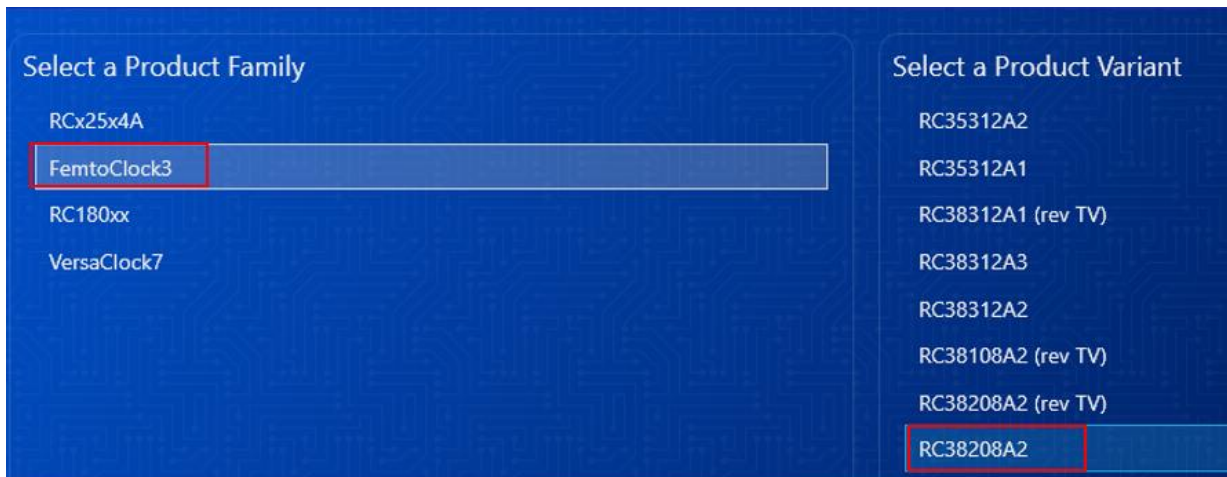 Select a Product Family
RCx25x4A
FemtoClock3
RC180xx
VersaClock7
Select a Product Variant
RC35312A2
RC35312A1
RC38312A1 (rev TV)
RC38312A3
RC38312A2
RC38108A2 (rev TV)
RC38208A2 (rev TV)
RC38208A2